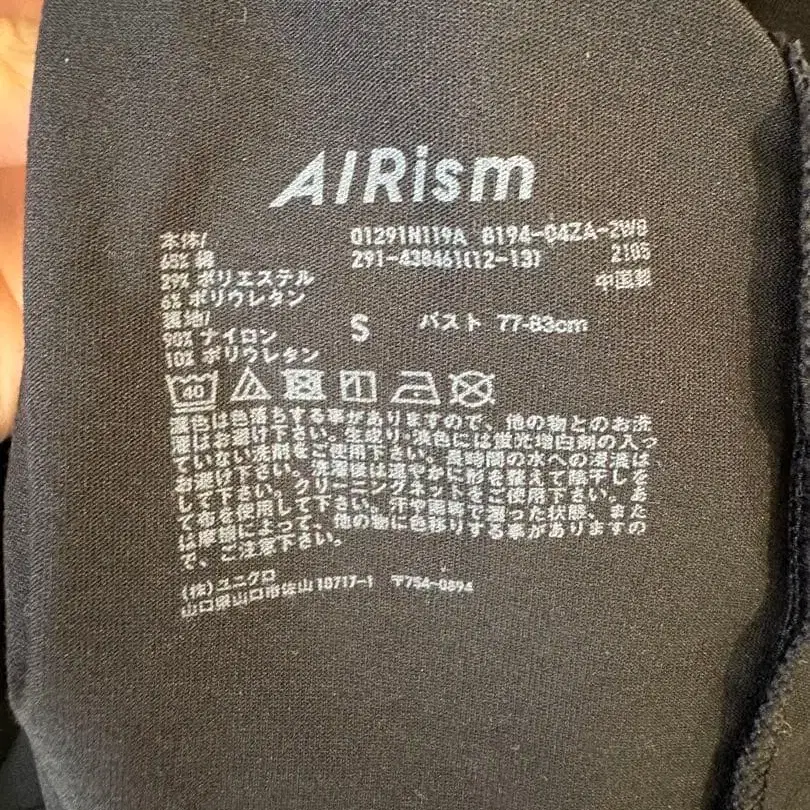 AIRism
本体/
65% 綿
29% ポリエステル
6% ポリウレタン
裏地/
90% ナイロン
10% ポリウレタン
01291N119A 8194-04ZA-2W8
291-438461(12-13) 2105
中国製
S バスト 77-83cm
40
濃色は色落ちする事がありますので、他の物とのお洗
濯はお避け下さい。生成り・淡色には蛍光増白剤の入っ
ていない洗剤をご使用下さい。長時間の水への浸漬は
お避け下さい。洗濯後は速やかに形を整えて陰干しを
して下さい。クリーニングネットをご使用下さい。あ
て布を使用して下さい。汗や雨等で湿った状態、また
は摩擦によって、他の物に色移りする事がありますの
で、ご注意下さい。
(株)ユニクロ
山口県山口市佐山10717-1 〒754-0894